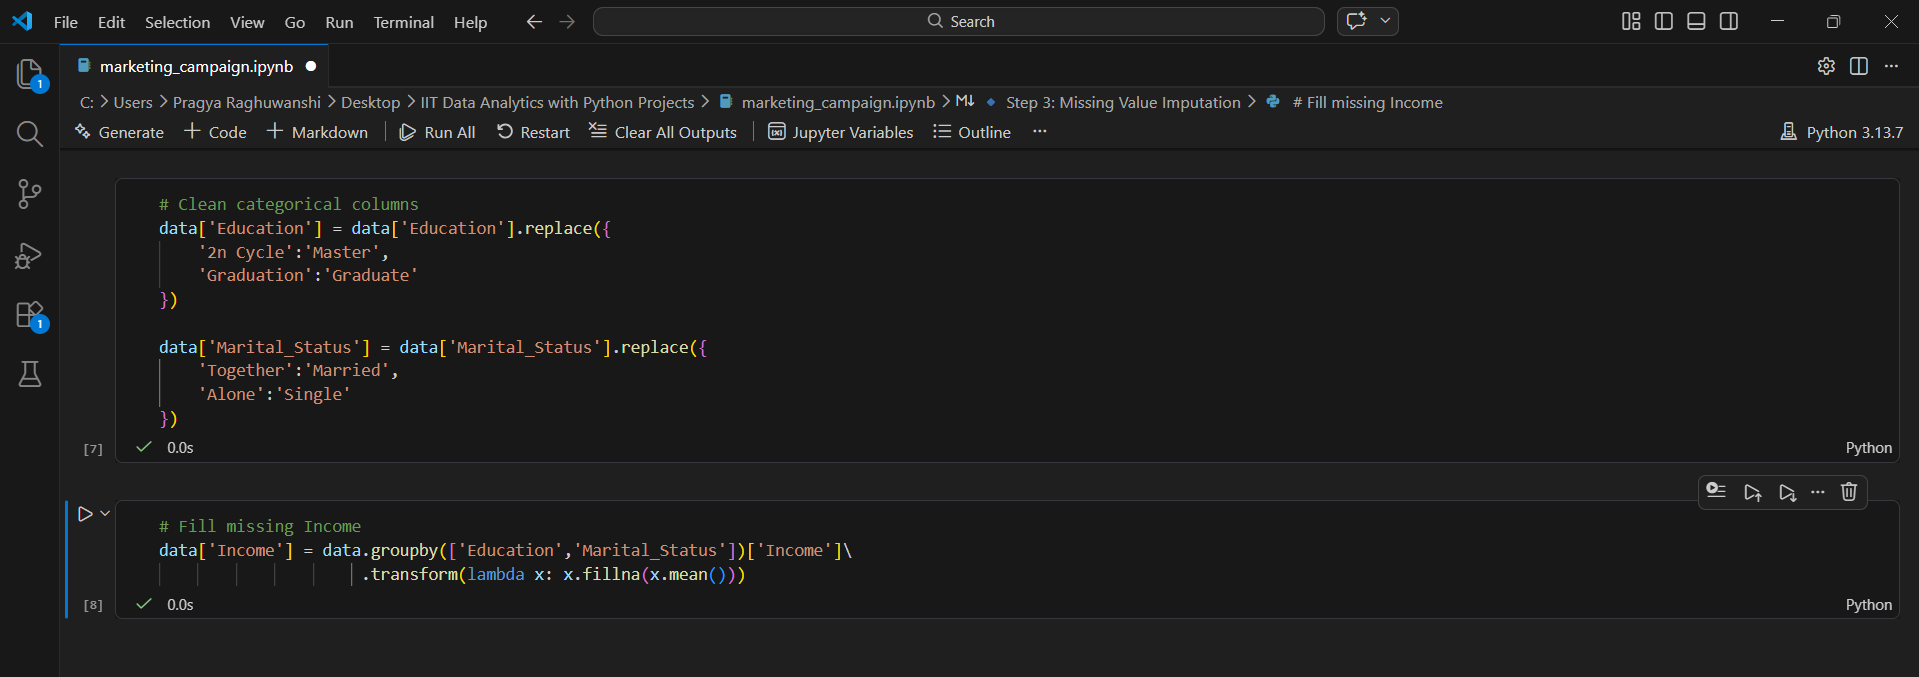 File Edit Selection View Go Run Terminal Help Search
marketing_campaign.ipynb
1
C: > Users > Pragya Raghuwanshi > Desktop > IIT Data Analytics with Python Projects > marketing_campaign.ipynb > M↓ Step 3: Missing Value Imputation > # Fill missing Income
Generate + Code + Markdown Run All Restart Clear All Outputs Jupyter Variables Outline ... Python 3.13.7
# Clean categorical columns
data['Education'] = data['Education'].replace({
'2n Cycle':'Master',
'Graduation':'Graduate'
})
1
data['Marital_Status'] = data['Marital_Status'].replace({
'Together':'Married',
'Alone':'Single'
})
[7] 0.0s Python
# Fill missing Income
data['Income'] = data.groupby(['Education','Marital_Status'])['Income']\
.transform(lambda x: x.fillna(x.mean()))
[8] 0.0s Python